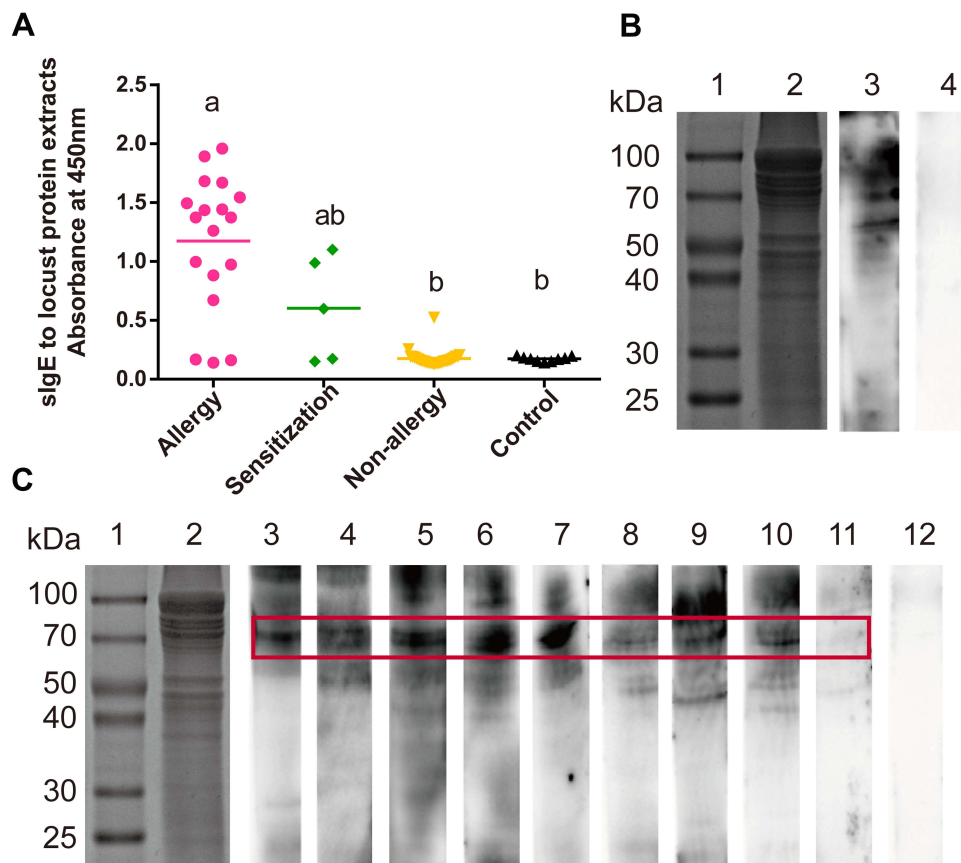 A
sIgE to locust protein extracts
Absorbance at 450nm
2.5
2.0
1.5
1.0
0.5
0.0
a
ab
b
b
Allergy
Sensitization
Non-allergy
Control
B
kDa
1 2 3 4
100
70
50
40
30
25
C
kDa 1 2 3 4 5 6 7 8 9 10 11 12
100
70
50
40
30
25